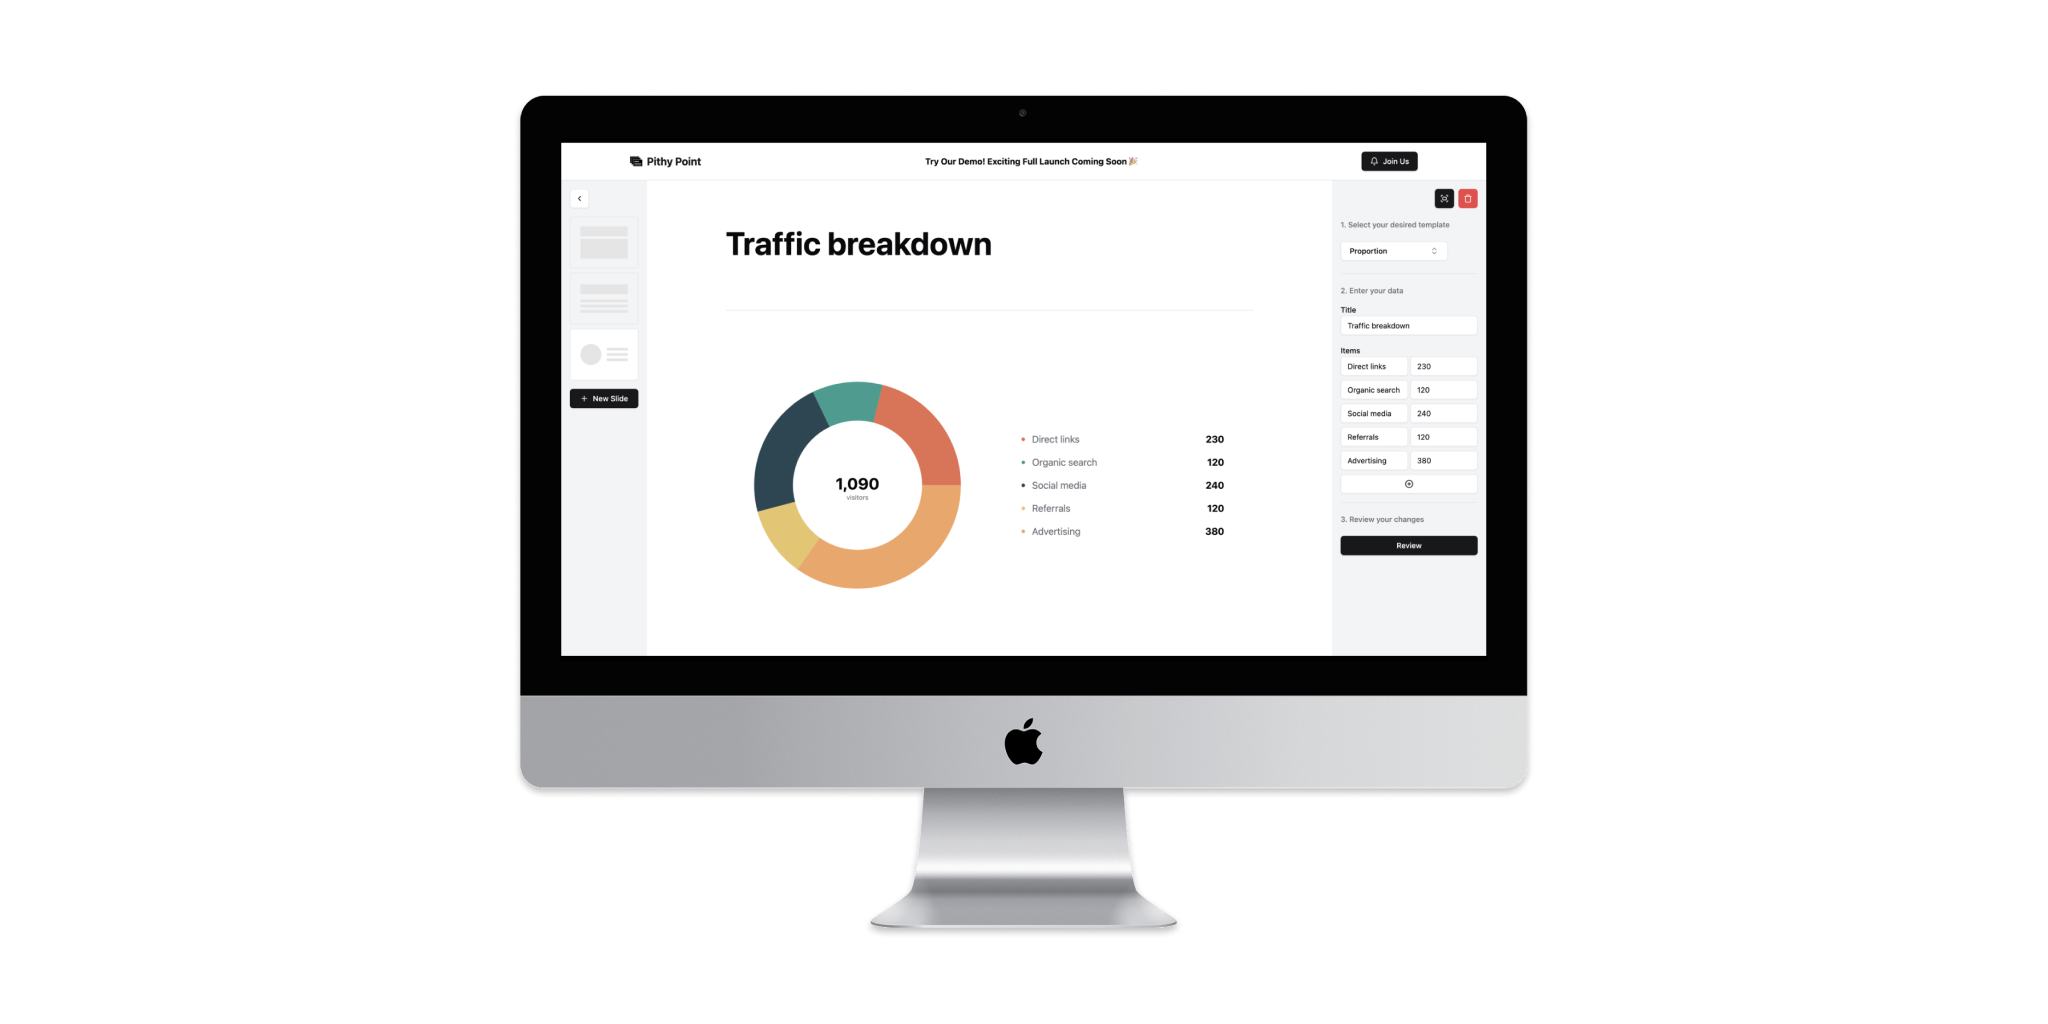 Pithy Point
Try Our Demo! Exciting Full Launch Coming Soon 🎉
Join Us
New Slide
Traffic breakdown
1,090
visitors
Direct links 230
Organic search 120
Social media 240
Referrals 120
Advertising 380
1. Select your desired template
Proportion
2. Enter your data
Title
Traffic breakdown
Items
Direct links 230
Organic search 120
Social media 240
Referrals 120
Advertising 380
3. Review your changes
Review